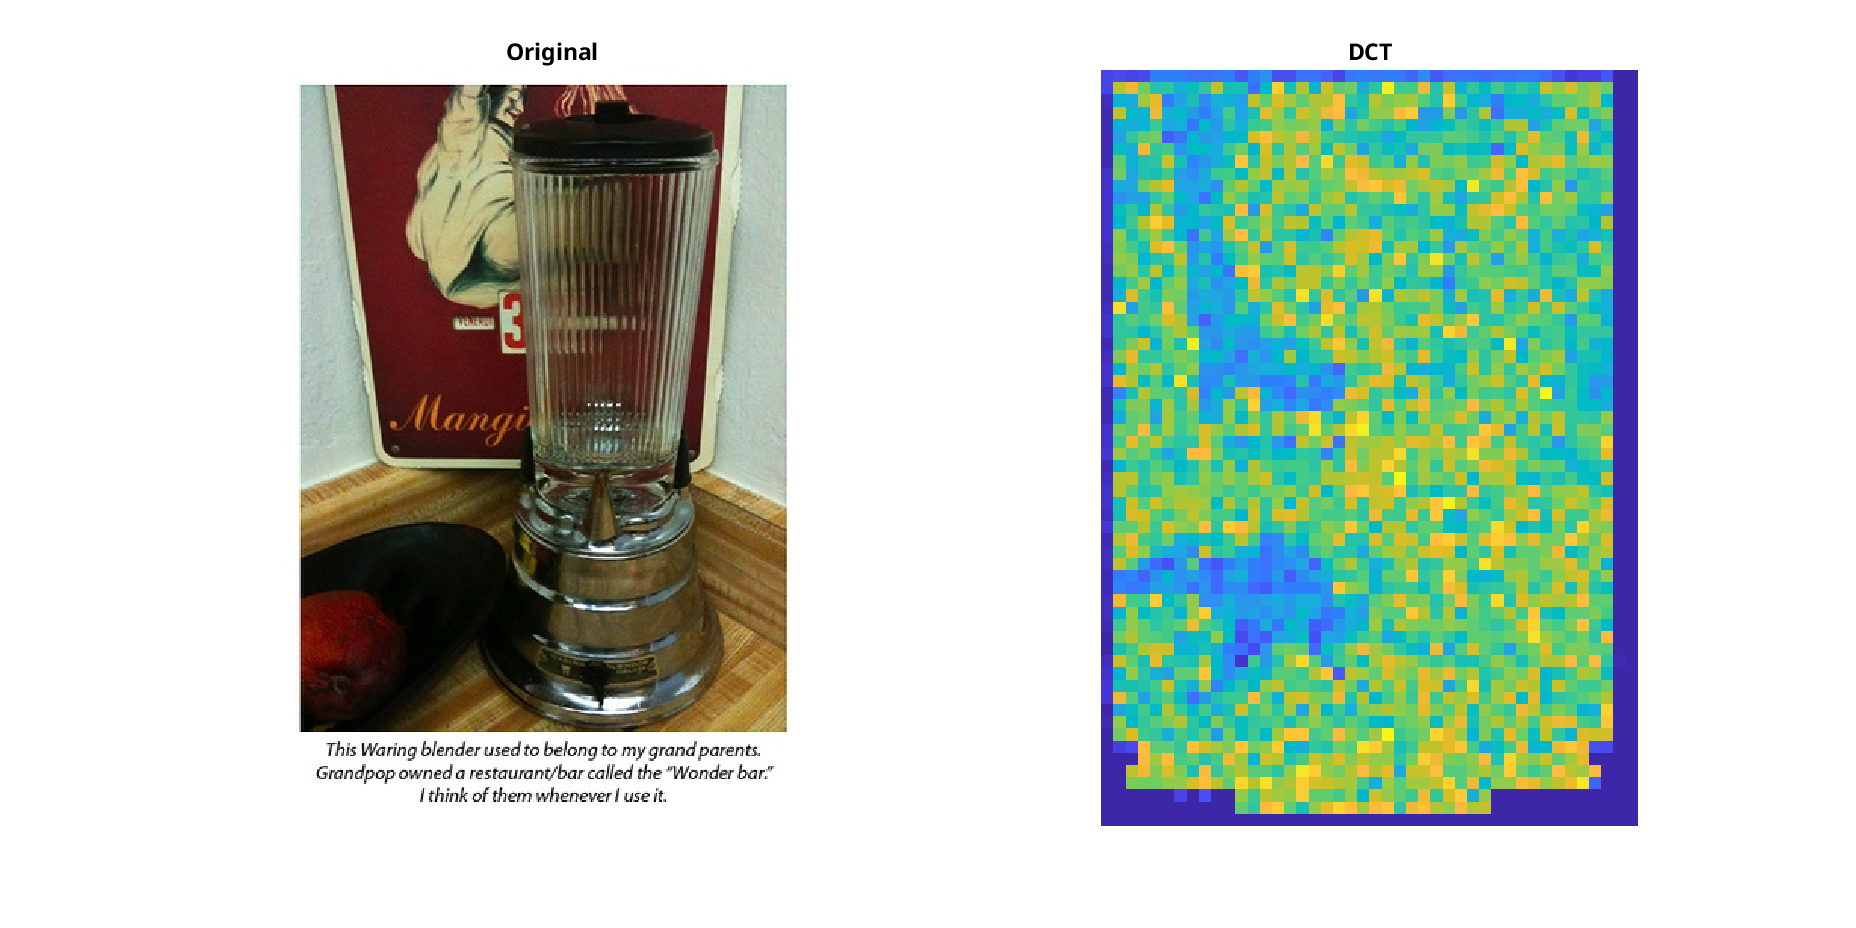 Original
DCT
3
Mangi
This Waring blender used to belong to my grand parents.
Grandpop owned a restaurant/bar called the “Wonder bar.”
I think of them whenever I use it.